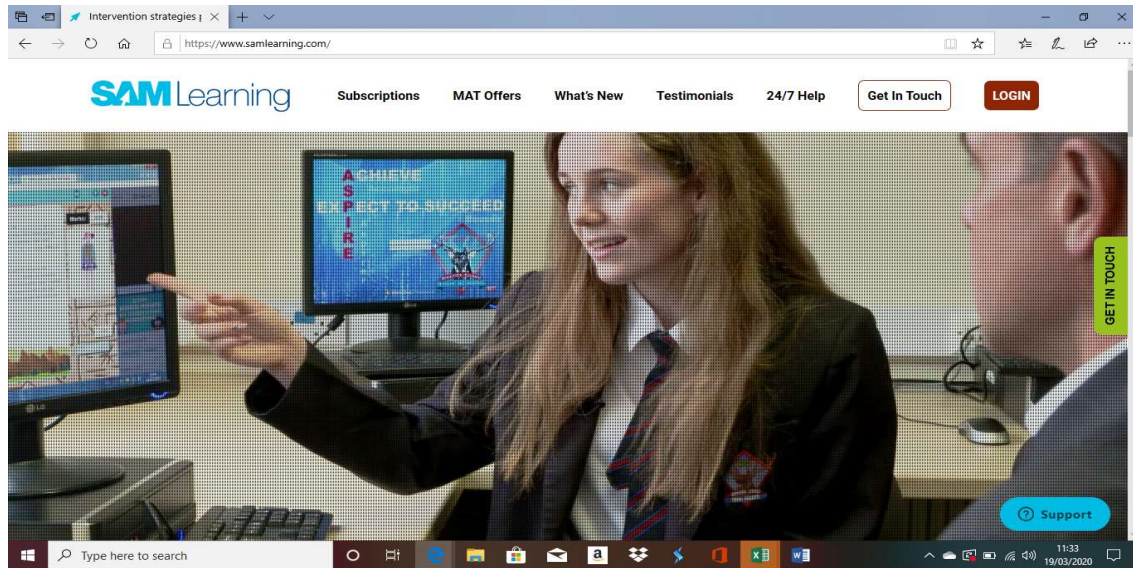 Intervention strategies
https://www.samlearning.com/
SAM Learning
Subscriptions
MAT Offers
What's New
Testimonials
24/7 Help
Get In Touch
LOGIN
ACHIEVE
ASPIRE
EXPECT TO SUCCEED
LG
GET IN TOUCH
Support
Type here to search
11:33
19/03/2020